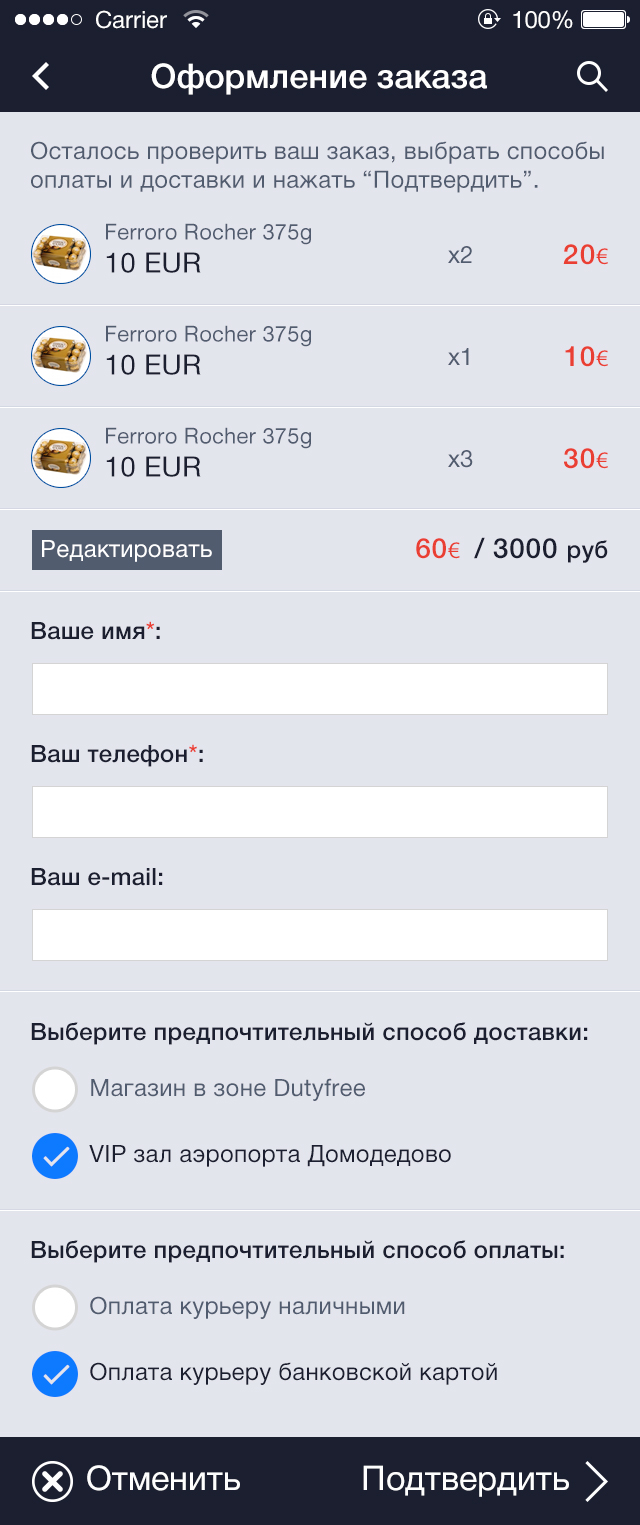 Carrier 100%
Оформление заказа
Осталось проверить ваш заказ, выбрать способы
оплаты и доставки и нажать “Подтвердить”.
Ferroro Rocher 375g
10 EUR x2 20€
Ferroro Rocher 375g
10 EUR x1 10€
Ferroro Rocher 375g
10 EUR x3 30€
Редактировать 60€ / 3000 руб
Ваше имя*:
Ваш телефон*:
Ваш e-mail:
Выберите предпочтительный способ доставки:
Магазин в зоне Dutyfree
VIP зал аэропорта Домодедово
Выберите предпочтительный способ оплаты:
Оплата курьеру наличными
Оплата курьеру банковской картой
Отменить Подтвердить